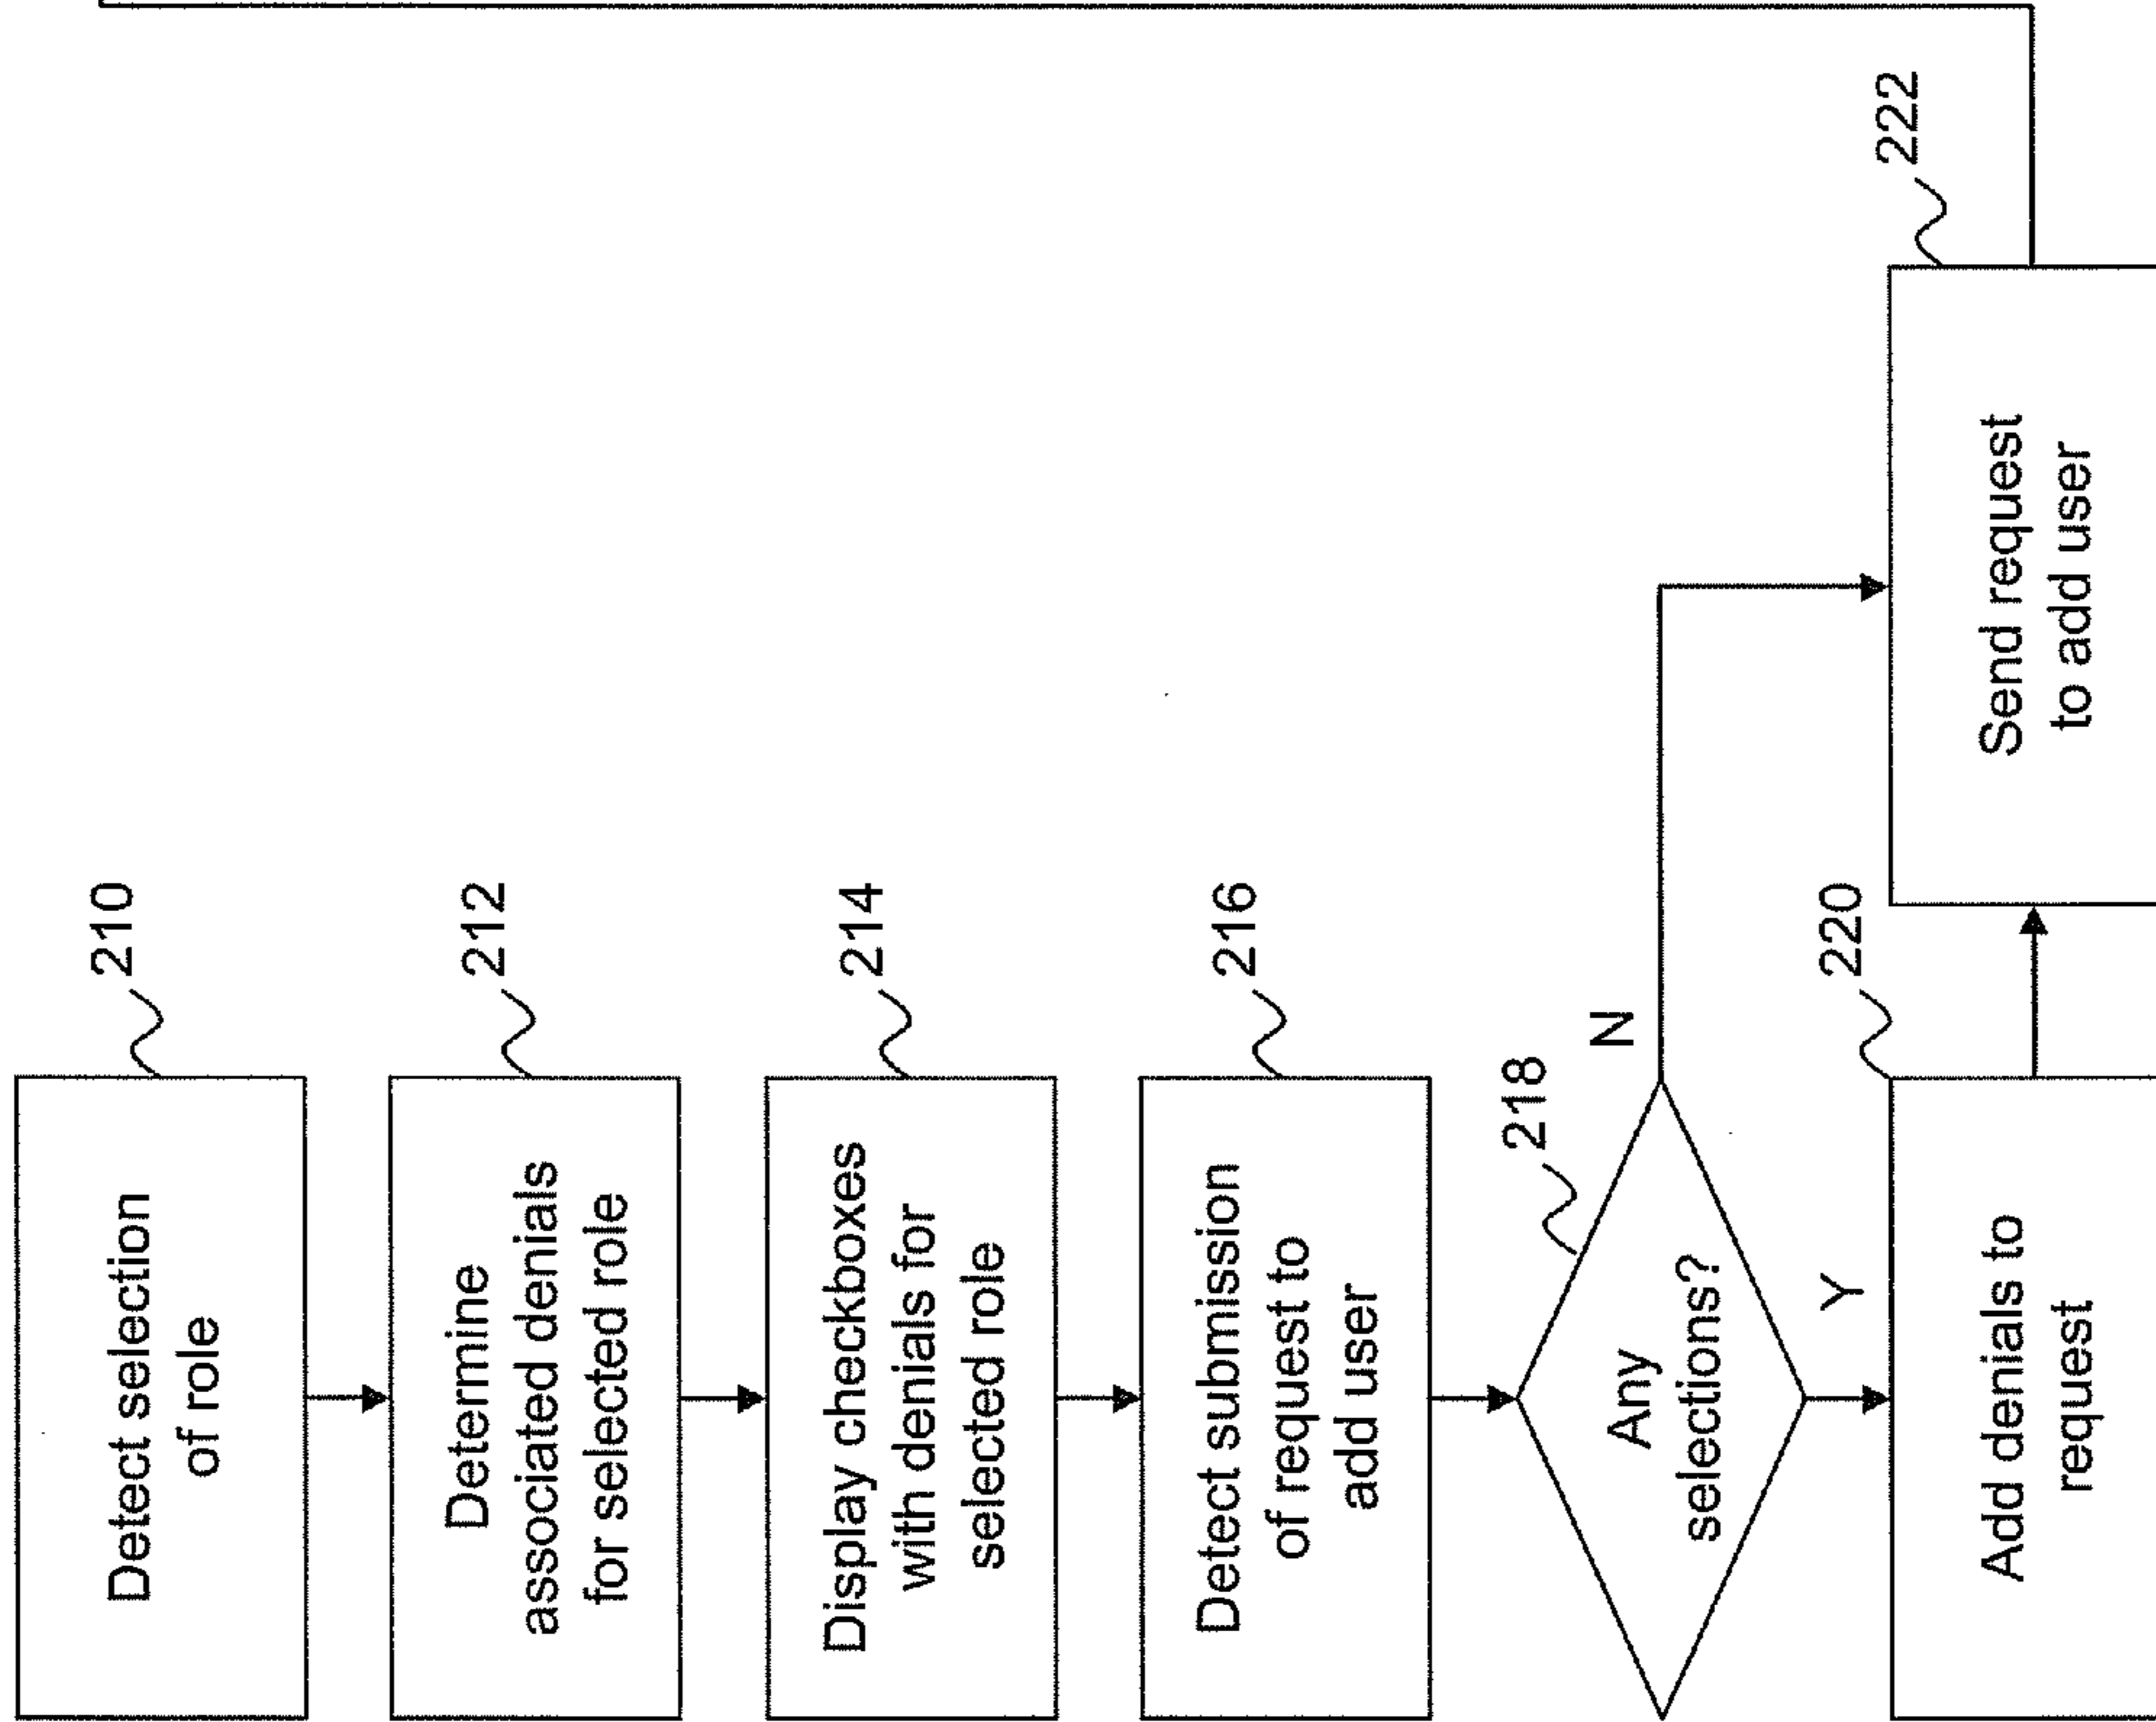 210
Detect selection
of role
212
Determine
associated denials
for selected role
214
Display checkboxes
with denials for
selected role
216
Detect submission
of request to
add user
218
Any
selections?
N
Y
220
Add denials to
request
222
Send request
to add user